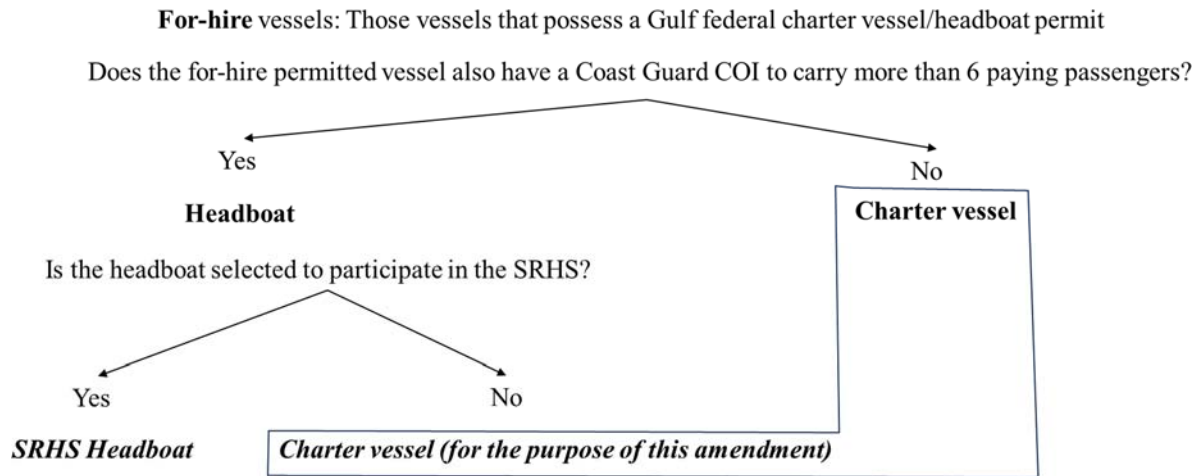 For-hire vessels: Those vessels that possess a Gulf federal charter vessel/headboat permit
Does the for-hire permitted vessel also have a Coast Guard COI to carry more than 6 paying passengers?
Yes
No
Headboat
Charter vessel
Is the headboat selected to participate in the SRHS?
Yes
No
SRHS Headboat
Charter vessel (for the purpose of this amendment)